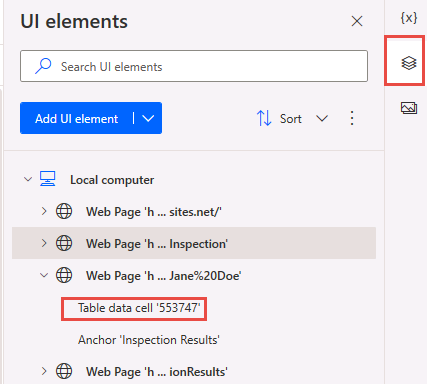 UI elements
{x}
Search UI elements
Add UI element
Sort
Local computer
Web Page 'h ... sites.net/'
Web Page 'h ... Inspection'
Web Page 'h ... Jane%20Doe'
Table data cell '553747'
Anchor 'Inspection Results'
Web Page 'h ... ionResults'